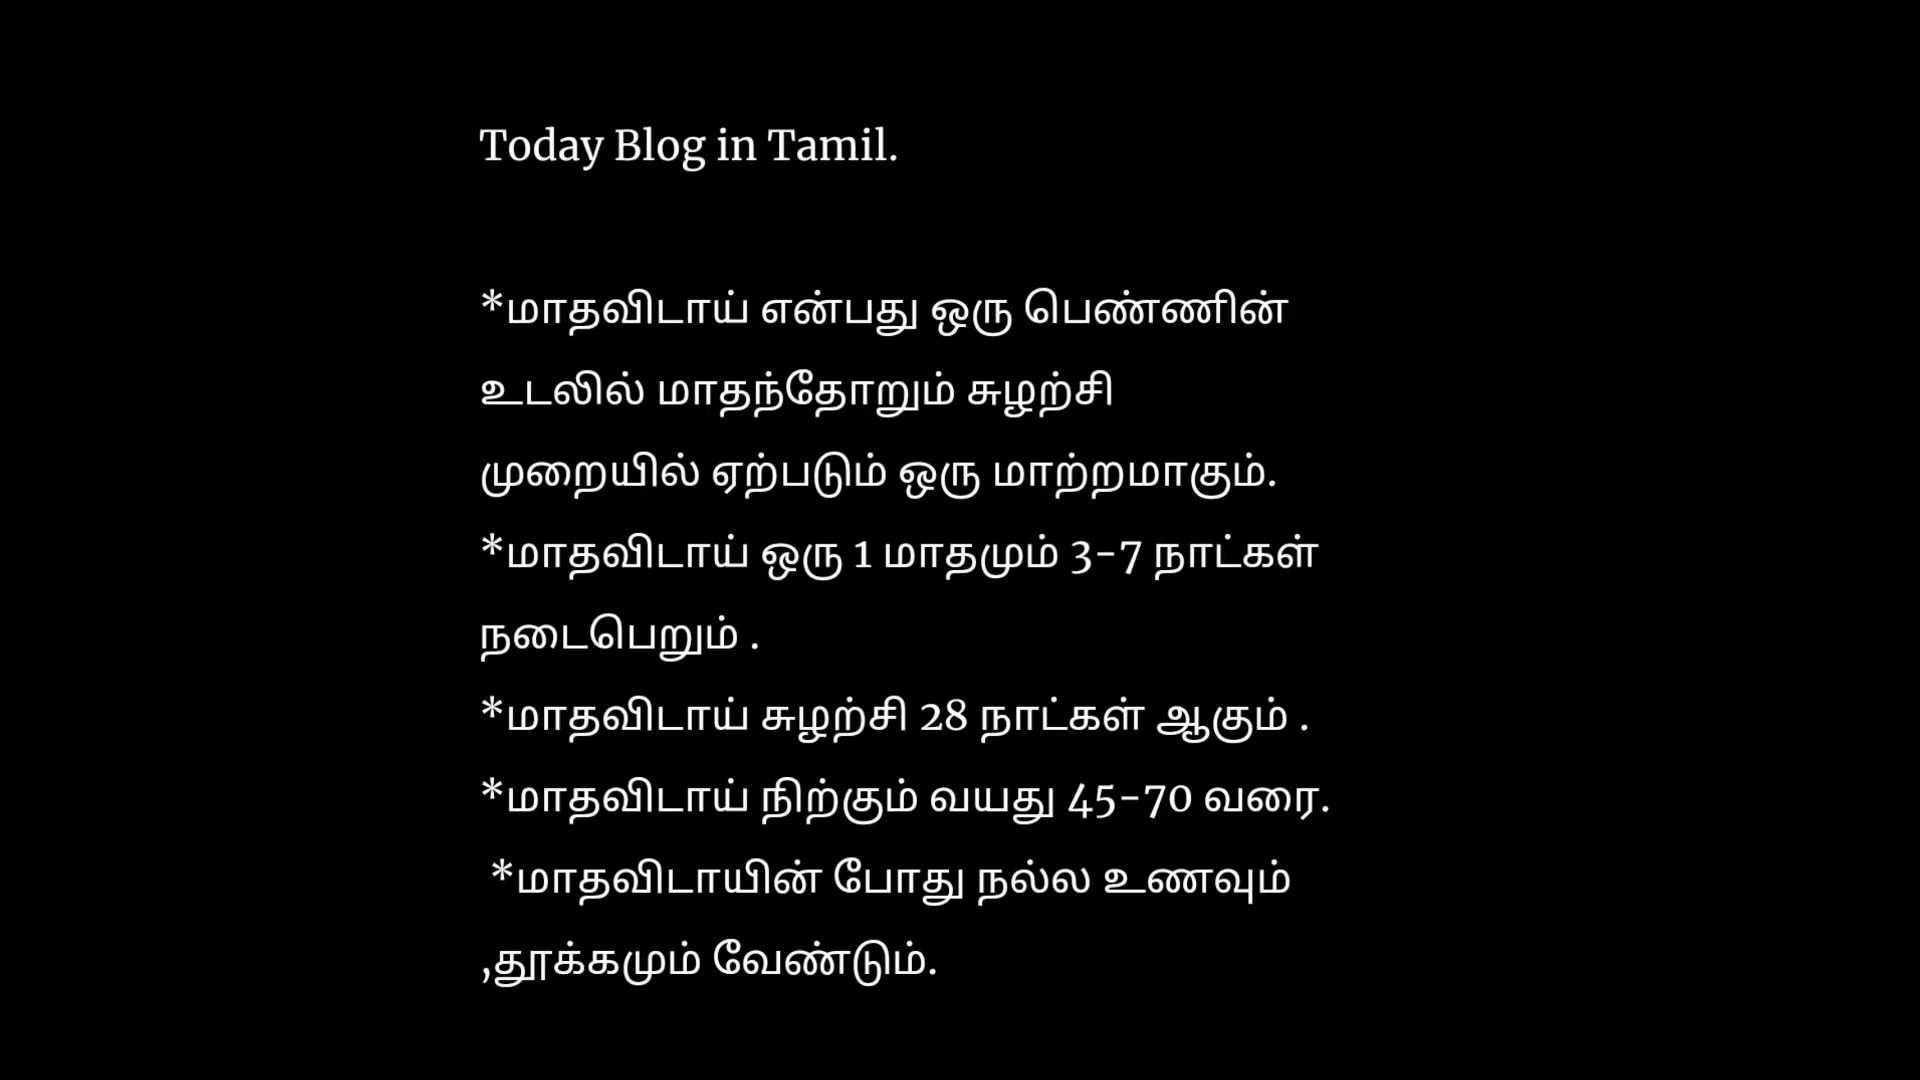 Today Blog in Tamil.
*மாதவிடாய் என்பது ஒரு பெண்ணின்
உடலில் மாதந்தோறும் சுழற்சி
முறையில் ஏற்படும் ஒரு மாற்றமாகும்.
*மாதவிடாய் ஒரு 1 மாதமும் 3-7 நாட்கள்
நடைபெறும் .
*மாதவிடாய் சுழற்சி 28 நாட்கள் ஆகும் .
*மாதவிடாய் நிற்கும் வயது 45-70 வரை.
*மாதவிடாயின் போது நல்ல உணவும்
,தூக்கமும் வேண்டும்.